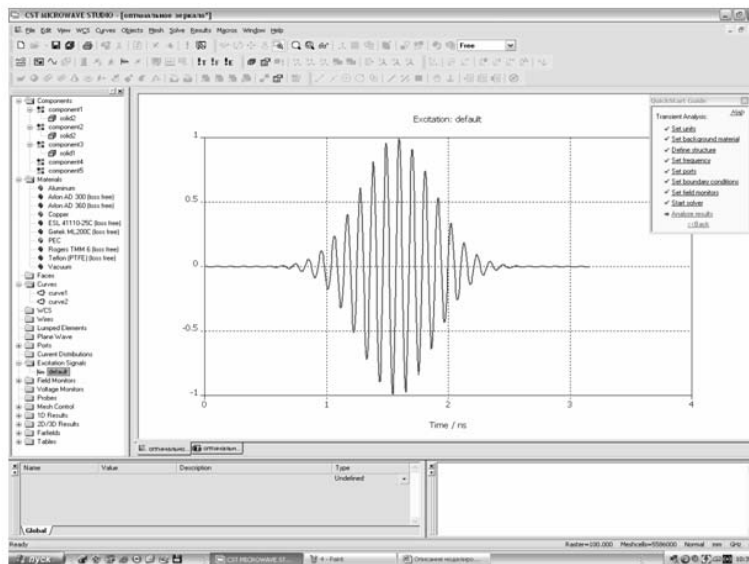 CST MICROWAVE STUDIO - [оптимальное зеркало*]
File Edit View WCS Curves Objects Mesh Solve Results Macros Window Help
Free
Components
component1
solid2
component2
solid2
component3
solid1
component4
component5
Materials
Aluminum
Arlon AD 300 (loss free)
Arlon AD 360 (loss free)
Copper
ESL 41110-25C (loss free)
Getek ML200C (loss free)
PEC
Rogers TMM 6 (loss free)
Teflon (PTFE) (loss free)
Vacuum
Faces
Curves
curve1
curve2
WCS
Wires
Lumped Elements
Plane Wave
Ports
Current Distributions
Excitation Signals
default
Field Monitors
Voltage Monitors
Probes
Mesh Control
1D Results
2D/3D Results
Farfields
Tables
Excitation: default
1
0.5
0
-0.5
-1
0 1 2 3 4
Time / ns
QuickStart Guide
Help
Transient Analysis:
Set units
Set background material
Define structure
Set frequency
Set ports
Set boundary conditions
Set field monitors
Start solver
Analyze results
<<Back
Name Value Description Type
Undefined
Global
Ready
Raster=100.000 Meshcells=5596000 Normal mm GHz
пуск
CST MICROWAVE ST...
4 - Paint